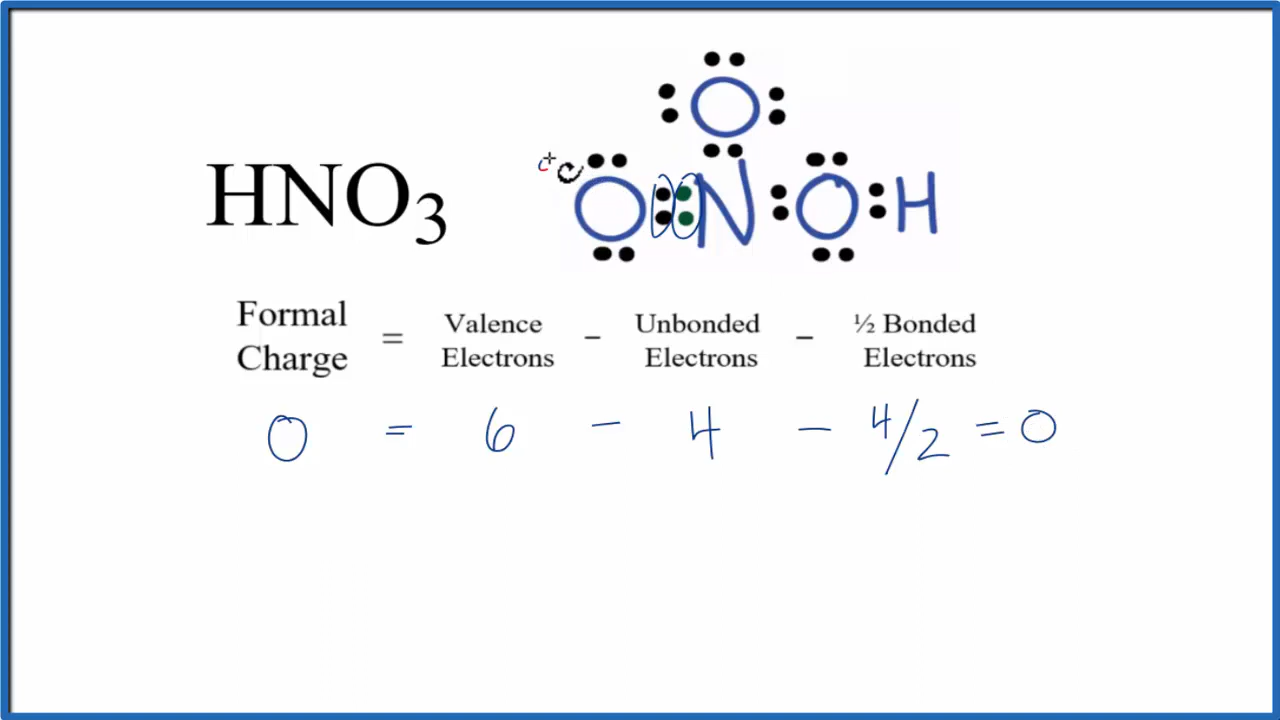 HNO3
O
O N O H
Formal Charge = Valence Electrons – Unbonded Electrons – ½ Bonded Electrons
0 = 6 – 4 – 4/2 = 0